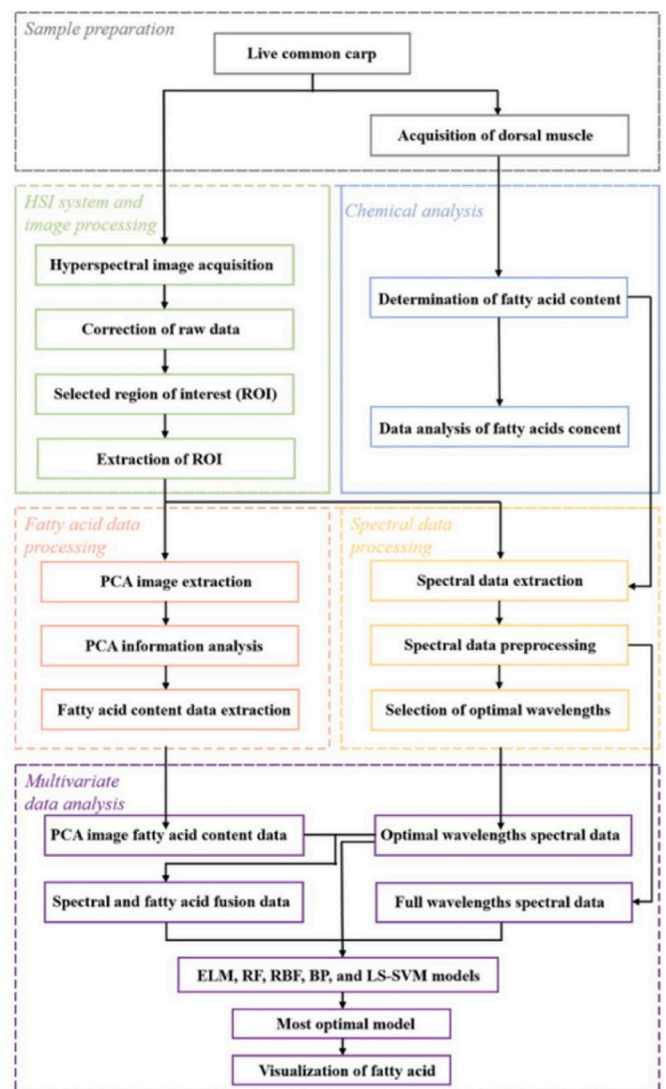 Sample preparation
Live common carp
Acquisition of dorsal muscle
HSI system and
image processing
Hyperspectral image acquisition
Correction of raw data
Selected region of interest (ROI)
Extraction of ROI
Chemical analysis
Determination of fatty acid content
Data analysis of fatty acids concent
Fatty acid data
processing
PCA image extraction
PCA information analysis
Fatty acid content data extraction
Spectral data
processing
Spectral data extraction
Spectral data preprocessing
Selection of optimal wavelengths
Multivariate
data analysis
PCA image fatty acid content data
Optimal wavelengths spectral data
Spectral and fatty acid fusion data
Full wavelengths spectral data
ELM, RF, RBF, BP, and LS-SVM models
Most optimal model
Visualization of fatty acid